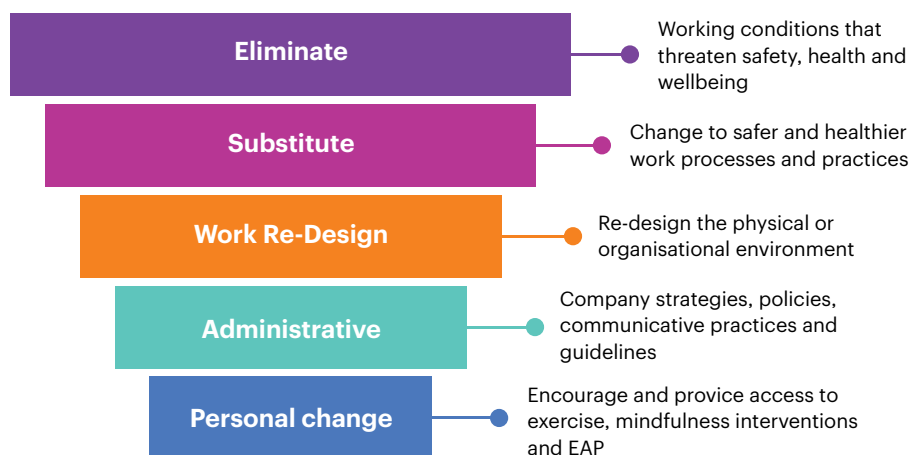 Eliminate
Working conditions that
threaten safety, health and
wellbeing
Substitute
Change to safer and healthier
work processes and practices
Work Re-Design
Re-design the physical or
organisational environment
Administrative
Company strategies, policies,
communicative practices and
guidelines
Personal change
Encourage and provice access to
exercise, mindfulness interventions
and EAP